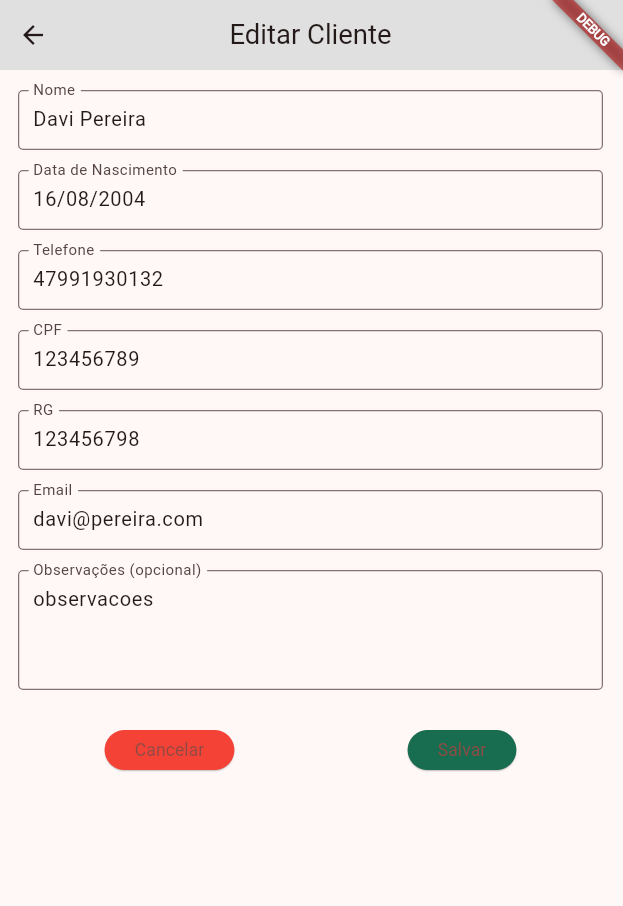 Editar Cliente
DEBUG
Nome
Davi Pereira
Data de Nascimento
16/08/2004
Telefone
47991930132
CPF
123456789
RG
123456798
Email
davi@pereira.com
Observações (opcional)
observacoes
Cancelar
Salvar